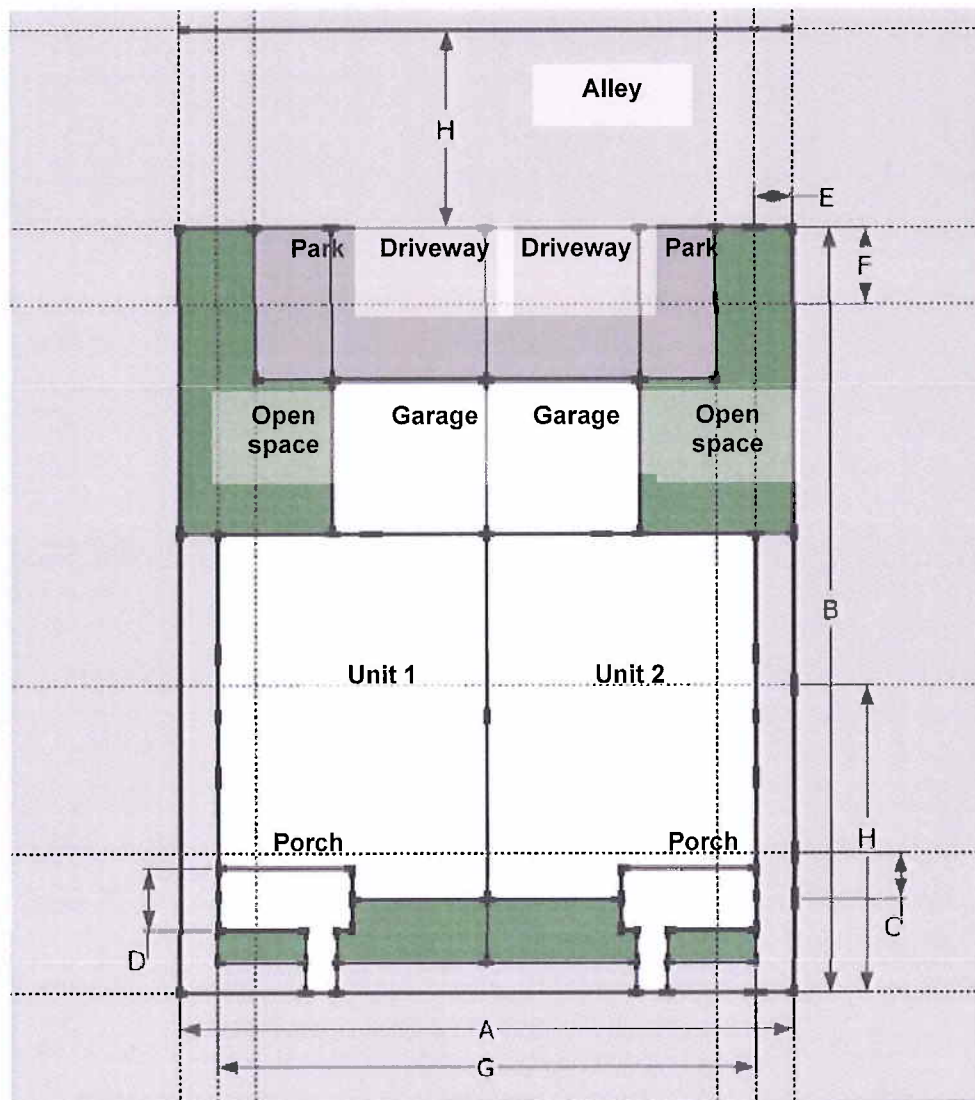 Alley
H
E
Park
Driveway
Driveway
Park
F
Open
space
Garage
Garage
Open
space
B
Unit 1
Unit 2
Porch
Porch
H
C
D
A
G